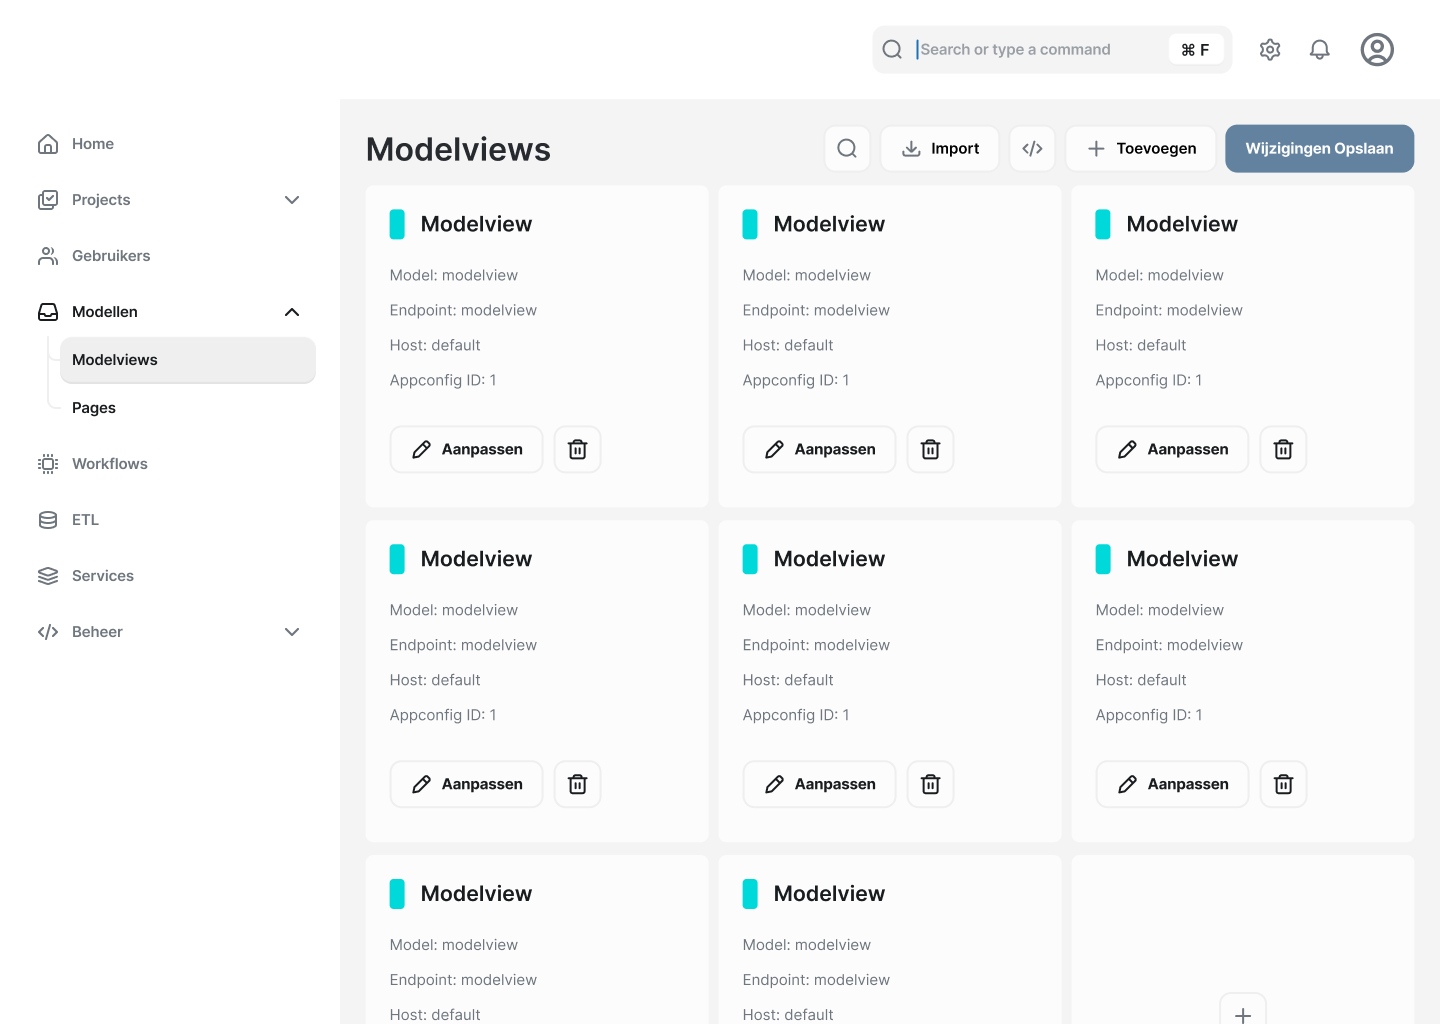 Search or type a command
⌘ F
Home
Projects
Gebruikers
Modellen
Modelviews
Pages
Workflows
ETL
Services
Beheer
Modelviews
Import
Toevoegen
Wijzigingen Opslaan
Modelview
Model: modelview
Endpoint: modelview
Host: default
Appconfig ID: 1
Aanpassen
Modelview
Model: modelview
Endpoint: modelview
Host: default
Appconfig ID: 1
Aanpassen
Modelview
Model: modelview
Endpoint: modelview
Host: default
Appconfig ID: 1
Aanpassen
Modelview
Model: modelview
Endpoint: modelview
Host: default
Appconfig ID: 1
Aanpassen
Modelview
Model: modelview
Endpoint: modelview
Host: default
Appconfig ID: 1
Aanpassen
Modelview
Model: modelview
Endpoint: modelview
Host: default
Appconfig ID: 1
Aanpassen
Modelview
Model: modelview
Endpoint: modelview
Host: default
Modelview
Model: modelview
Endpoint: modelview
Host: default